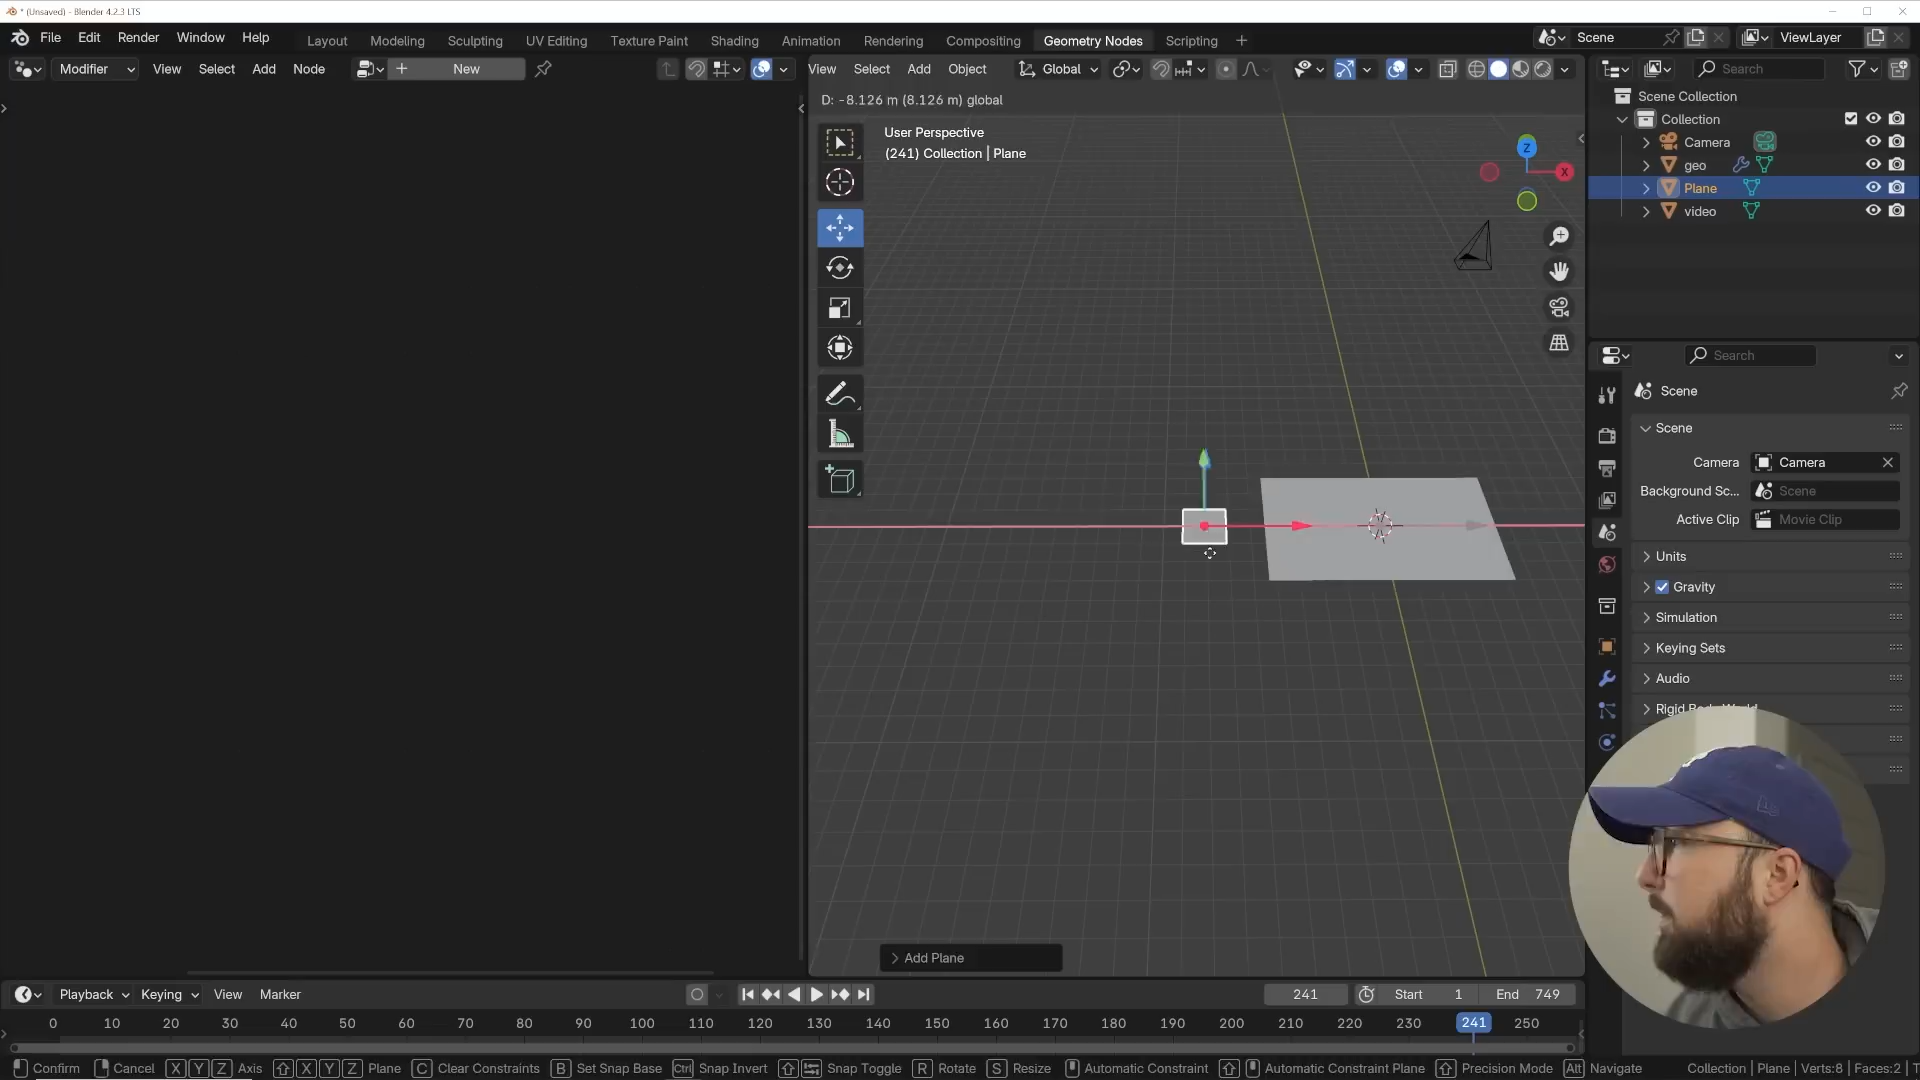 * (Unsaved) - Blender 4.2.3 LTS
File Edit Render Window Help
Layout Modeling Sculpting UV Editing Texture Paint Shading Animation Rendering Compositing Geometry Nodes Scripting
Scene
ViewLayer
Modifier View Select Add Node
New
View Select Add Object
Global
Search
D: -8.126 m (8.126 m) global
User Perspective
(241) Collection | Plane
Z
X
Scene Collection
Collection
Camera
geo
Plane
video
Search
Scene
Scene
Camera
Camera
Background Sc...
Scene
Active Clip
Movie Clip
Units
Gravity
Simulation
Keying Sets
Audio
Add Plane
Playback Keying View Marker
241
Start 1
End 749
0 10 20 30 40 50 60 70 80 90 100 110 120 130 140 150 160 170 180 190 200 210 220 230 241 250
Confirm Cancel X Y Z Axis X Y Z Plane C Clear Constraints B Set Snap Base Ctrl Snap Invert Snap Toggle R Rotate S Resize Automatic Constraint Automatic Constraint Plane Precision Mode Alt Navigate
Collection | Plane | Verts:8 | Faces:2 |